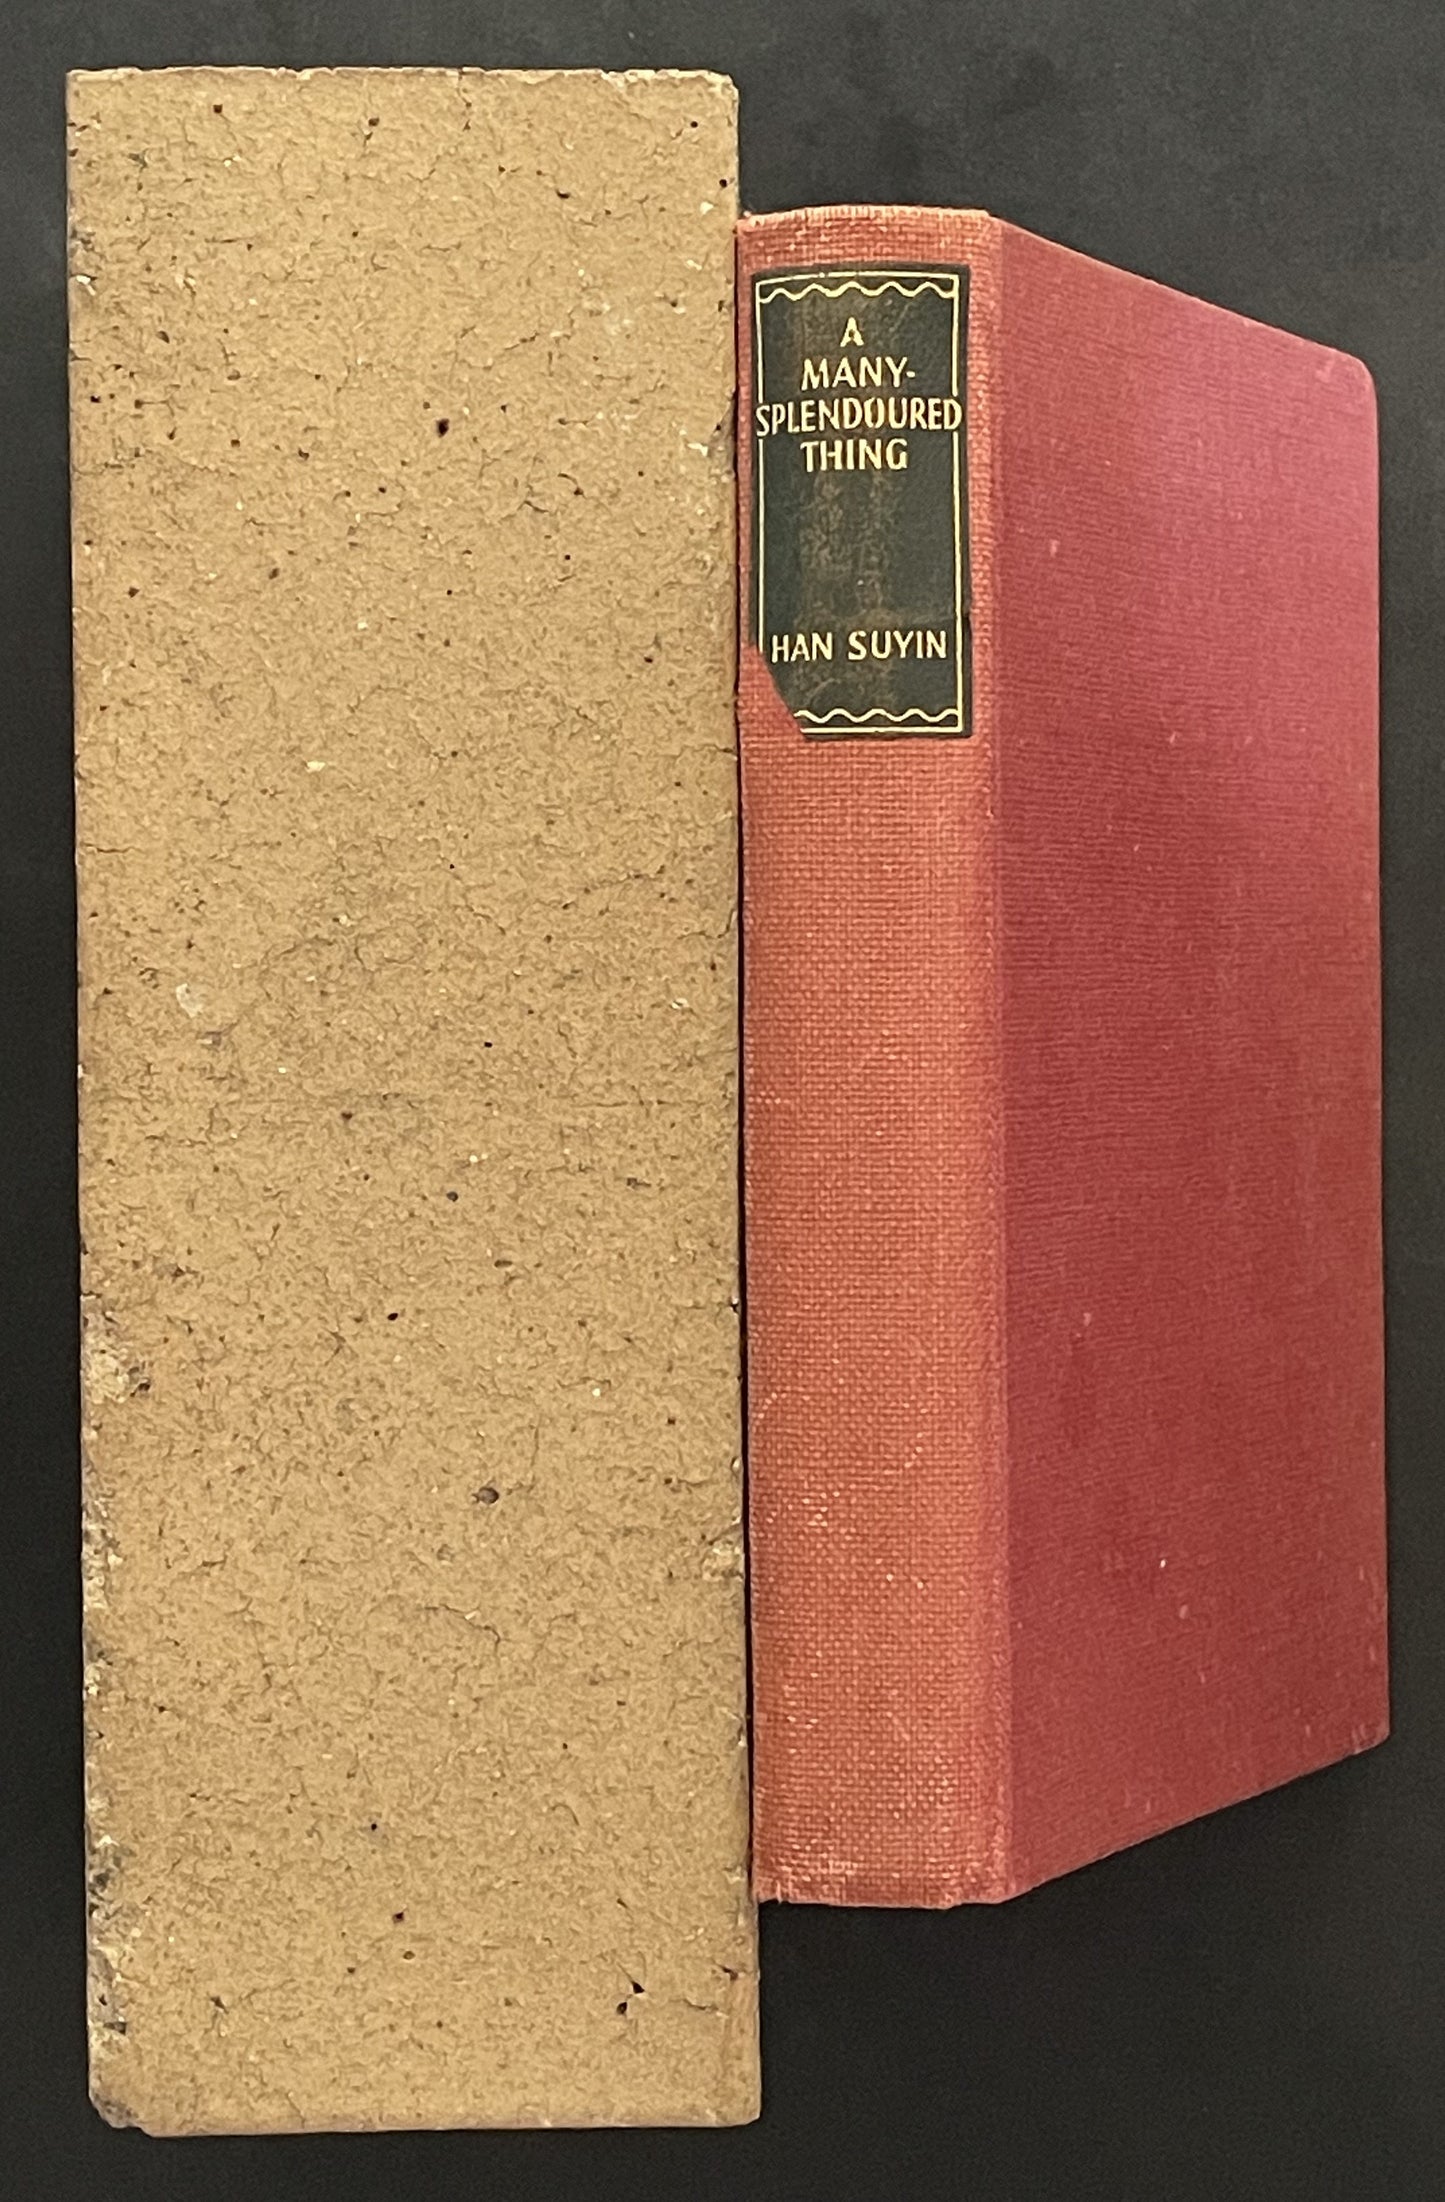 A
MANY-
SPLENDOURED
THING
HAN SUYIN